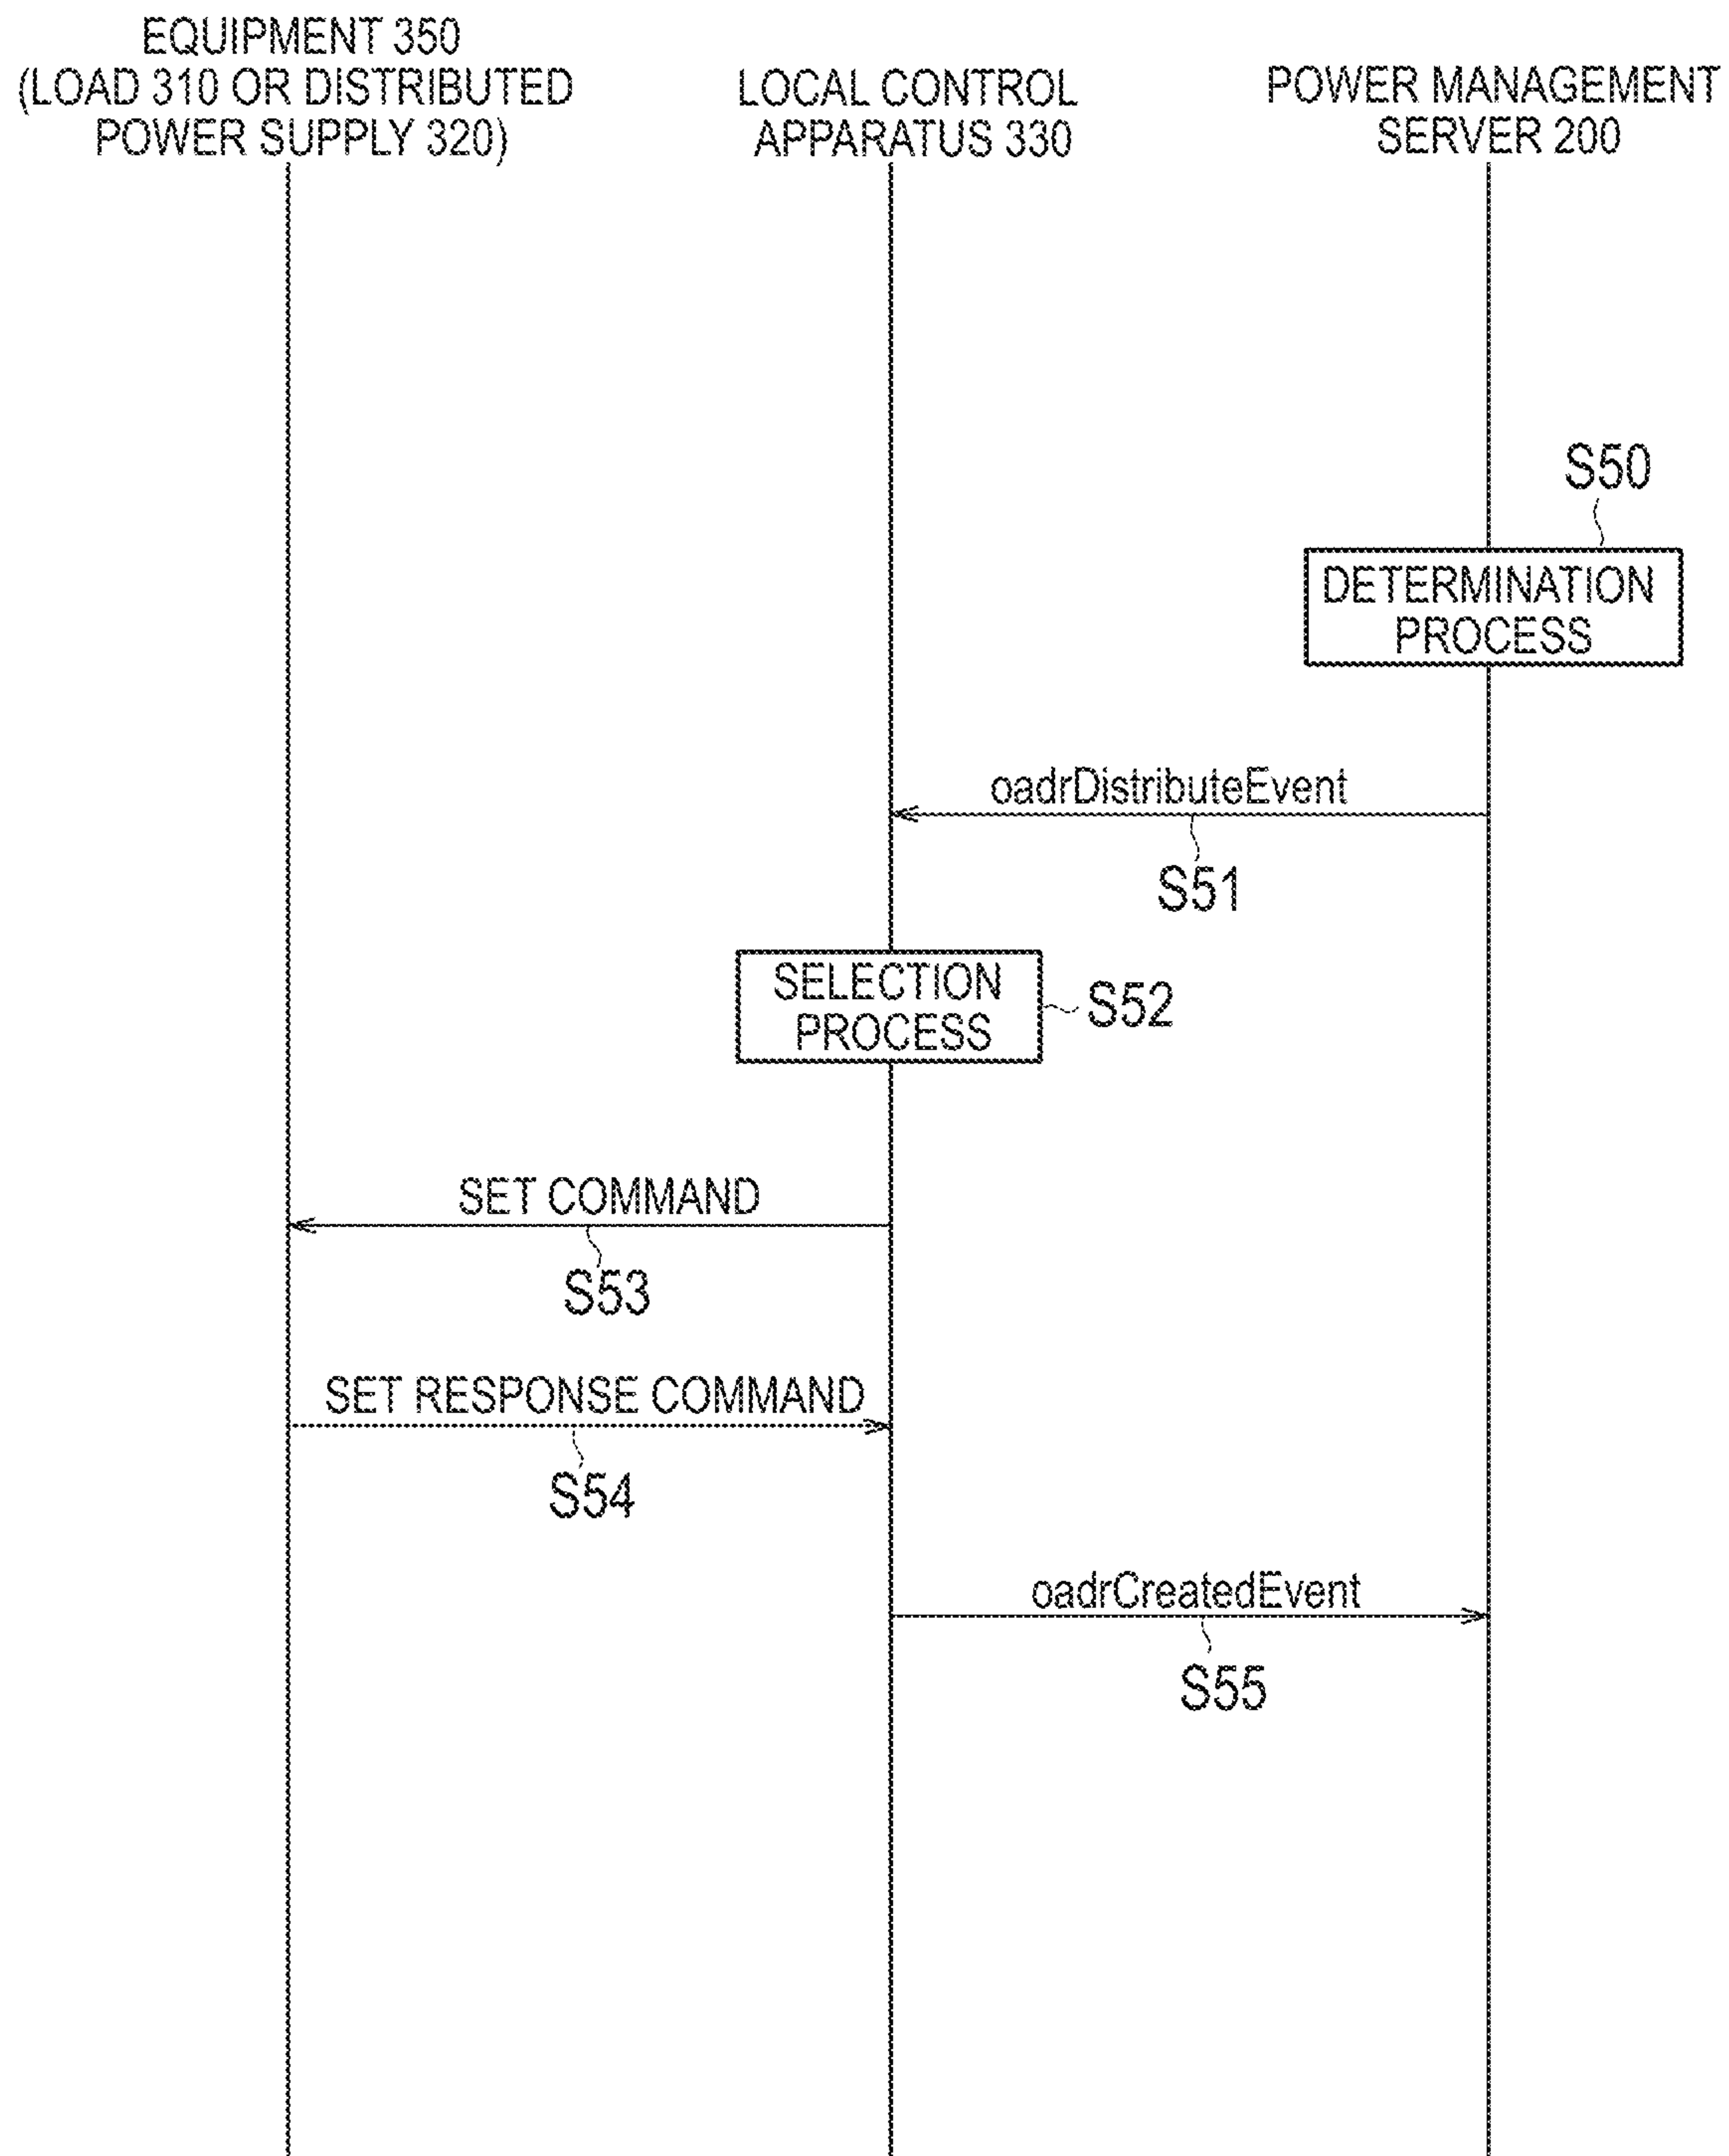 EQUIPMENT 350
(LOAD 310 OR DISTRIBUTED
POWER SUPPLY 320)
LOCAL CONTROL
APPARATUS 330
POWER MANAGEMENT
SERVER 200
S50
DETERMINATION
PROCESS
oadrDistributeEvent
S51
SELECTION
PROCESS
S52
SET COMMAND
S53
SET RESPONSE COMMAND
S54
oadrCreatedEvent
S55